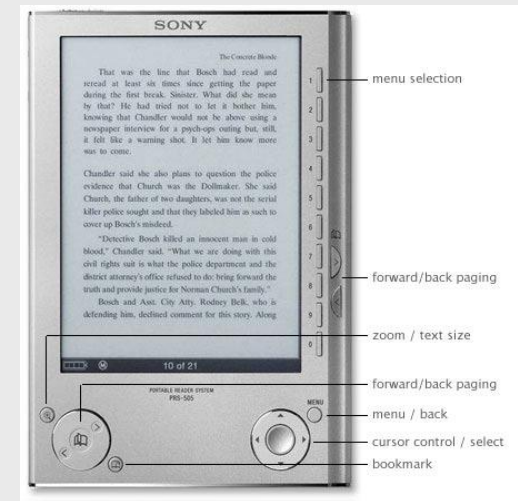 SONY
The Concrete Blonde
That was the line that Bosch had read and
reread at least six times since getting the paper
during the first break. Sinister. What did she mean
by that? He had tried not to let it bother him,
knowing that Chandler would not be above using a
newspaper interview for a psych-ops outing but, still,
it felt like a warning shot. It let him know more
was to come.
Chandler said she also plans to question the police
evidence that Church was the Dollmaker. She said
Church, the father of two daughters, was not the serial
killer police sought and that they labeled him as such to
cover up Bosch's misdeed.
"Detective Bosch killed an innocent man in cold
blood," Chandler said. "What we are doing with this
civil rights suit is what the police department and the
district attorney's office refused to do: bring forward the
truth and provide justice for Norman Church's family."
Bosch and Asst. City Atty. Rodney Belk, who is
defending him, declined comment for this story. Along
10 of 21
1
2
3
4
5
6
7
8
9
0
PORTABLE READER SYSTEM
PRS-505
MENU
menu selection
forward/back paging
zoom / text size
forward/back paging
menu / back
cursor control / select
bookmark